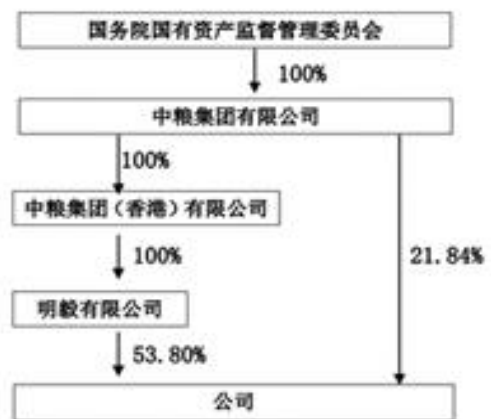 国务院国有资产监督管理委员会
100%
中粮集团有限公司
100%
中粮集团（香港）有限公司
100%
21.84%
明毅有限公司
53.80%
公司